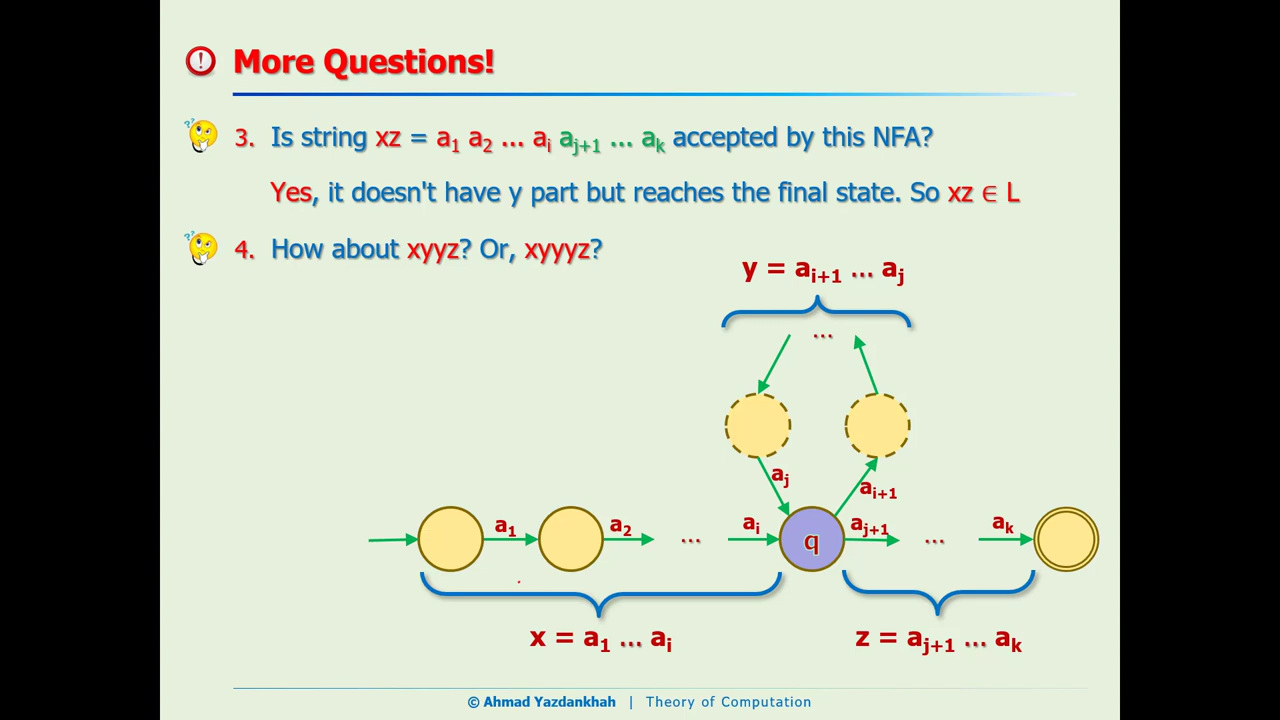 More Questions!
3. Is string xz = a₁ a₂ ... aᵢ aⱼ₊₁ ... aₖ accepted by this NFA?
Yes, it doesn't have y part but reaches the final state. So xz ∈ L
4. How about xyyz? Or, xyyyz?
y = aᵢ₊₁ ... aⱼ
...
aⱼ
aᵢ₊₁
a₁ a₂ ... aᵢ q aⱼ₊₁ ... aₖ
x = a₁ ... aᵢ
z = aⱼ₊₁ ... aₖ
© Ahmad Yazdankhah | Theory of Computation